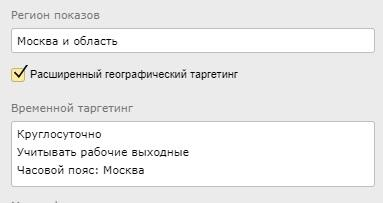 Регион показов
Москва и область
Расширенный географический таргетинг
Временной таргетинг
Круглосуточно
Учитывать рабочие выходные
Часовой пояс: Москва